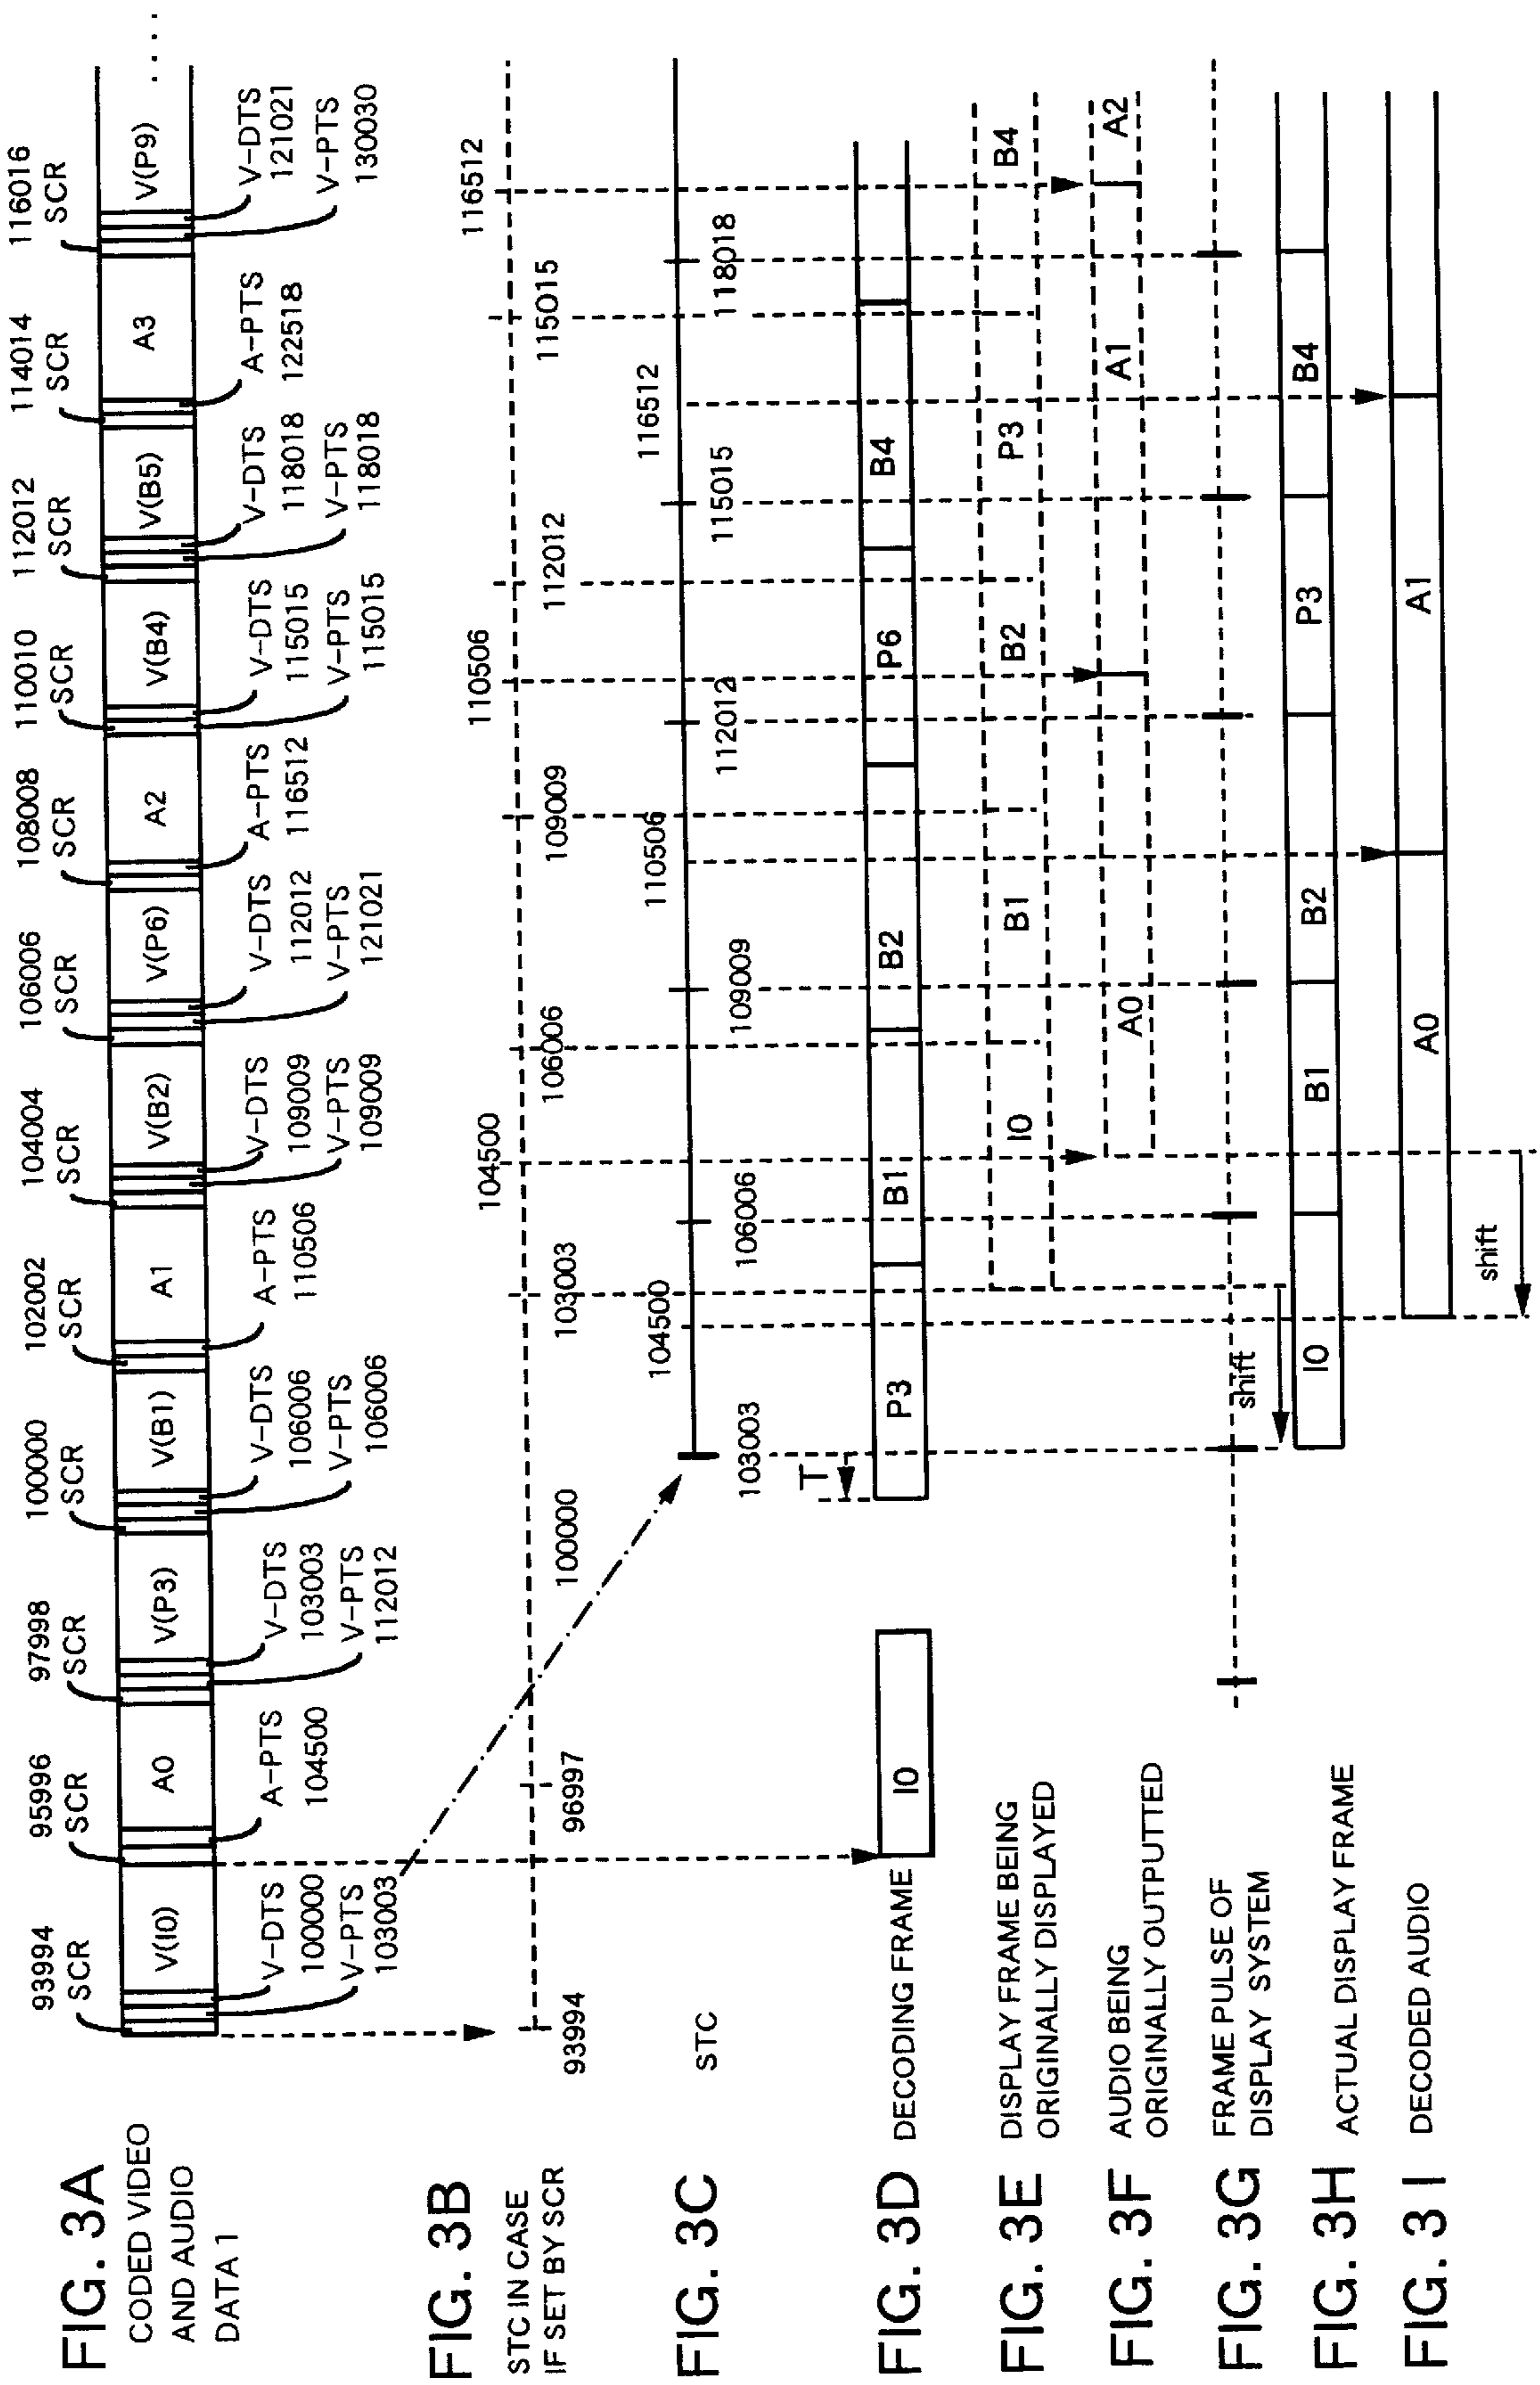 FIG. 3A
CODED VIDEO
AND AUDIO
DATA 1
93994
SCR
95996
SCR
97998
SCR
100000
SCR
102002
SCR
104004
SCR
106006
SCR
108008
SCR
110010
SCR
112012
SCR
114014
SCR
116016
SCR
V(I0)
A0
V(P3)
V(B1)
A1
V(B2)
V(P6)
A2
V(B4)
V(B5)
A3
V(P9)
....
V-DTS
100000
V-PTS
103003
A-PTS
104500
V-DTS
103003
V-PTS
112012
V-DTS
106006
V-PTS
106006
A-PTS
110506
V-DTS
109009
V-PTS
109009
V-DTS
112012
V-PTS
121021
A-PTS
116512
V-DTS
115015
V-PTS
115015
V-DTS
118018
V-PTS
118018
A-PTS
122518
V-DTS
121021
V-PTS
130030
FIG. 3B
STC IN CASE
IF SET BY SCR
104500
110506
116512
93994
96997
100000
103003
106006
109009
112012
115015
FIG. 3C
STC
104500
110506
116512
103003
106006
109009
112012
115015
118018
T
FIG. 3D
DECODING FRAME
I0
P3
B1
B2
P6
B4
FIG. 3E
DISPLAY FRAME BEING
ORIGINALLY DISPLAYED
I0
B1
B2
P3
B4
FIG. 3F
AUDIO BEING
ORIGINALLY OUTPUTTED
A0
A1
A2
FIG. 3G
FRAME PULSE OF
DISPLAY SYSTEM
shift
FIG. 3H
ACTUAL DISPLAY FRAME
I0
B1
B2
P3
B4
FIG. 3I
DECODED AUDIO
A0
A1
shift